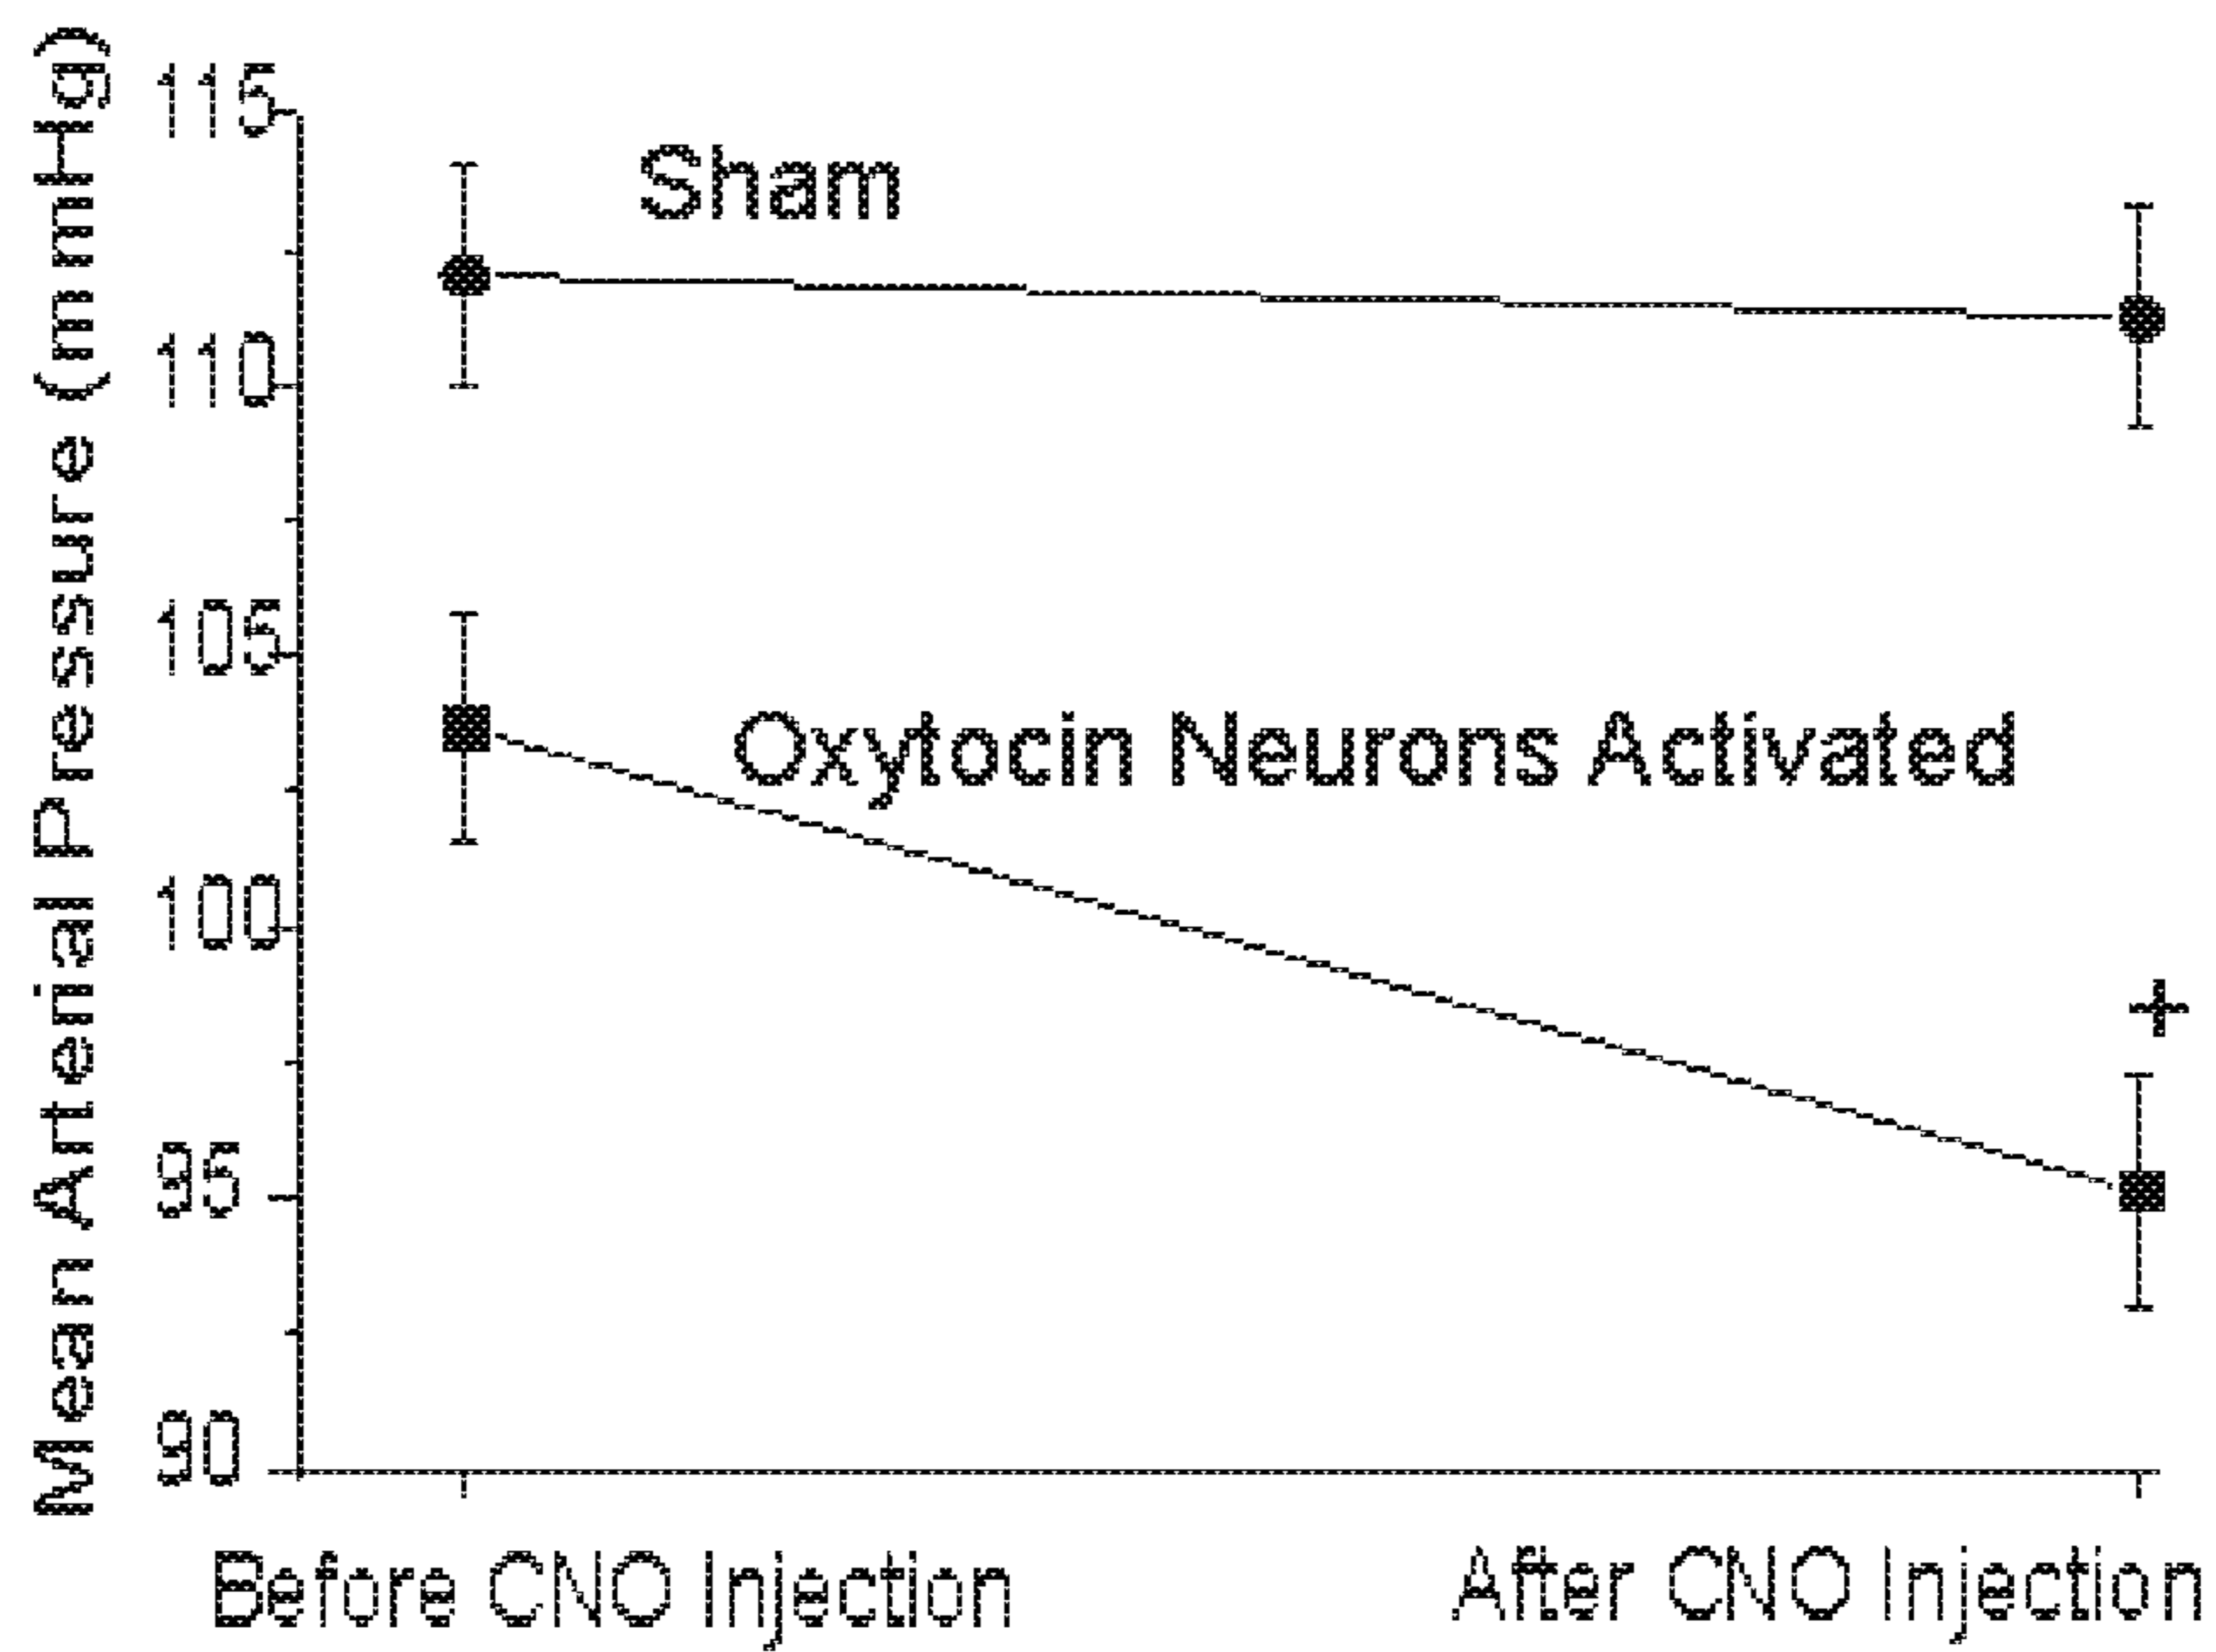 Mean Arterial Pressure (mmHg)
115
110
105
100
95
90
Sham
Oxytocin Neurons Activated
+
Before CNO Injection
After CNO Injection